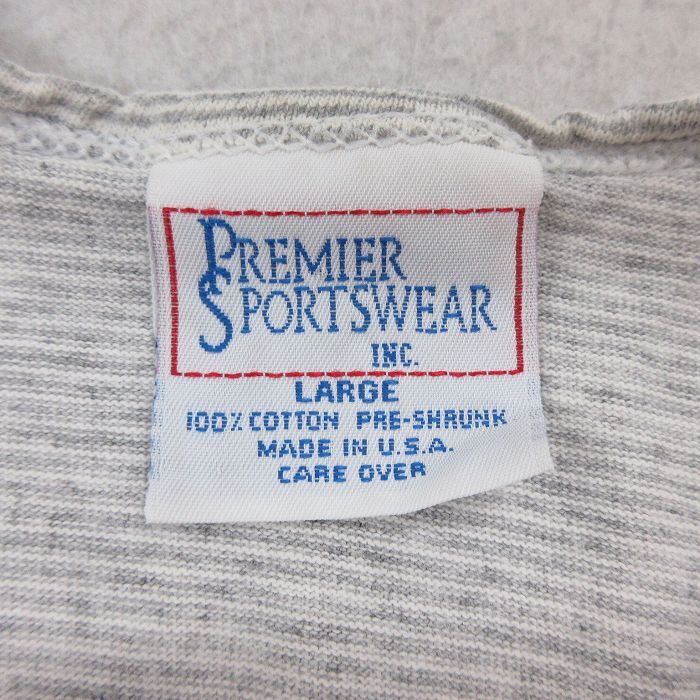 PREMIER
SPORTSWEAR
INC.
LARGE
100% COTTON PRE-SHRUNK
MADE IN U.S.A.
CARE OVER